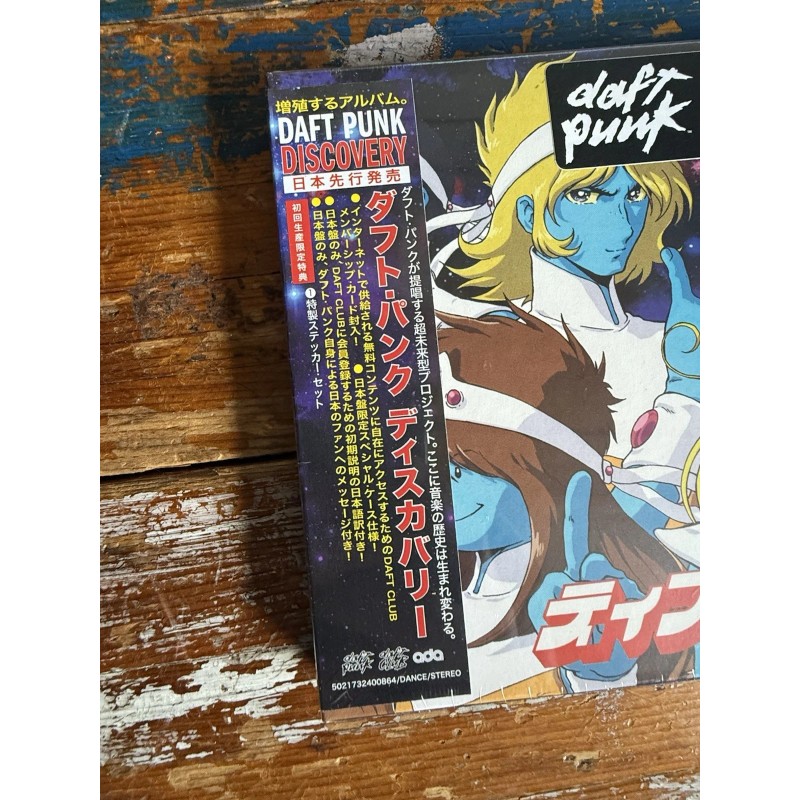 増殖するアルバム。
DAFT PUNK
DISCOVERY
日本先行発売
ダフト・パンクが提唱する超未来型プロジェクト。ここに音楽の歴史は生まれ変わる。
ダフト・パンク ディスカバリー
●インターネットで供給される無料コンテンツに自在にアクセスするためのDAFT CLUB
メンバーシップ・カード封入! ●日本盤限定スペシャル・ケース仕様!
●日本盤のみ、DAFT CLUBに会員登録するための初期説明の日本語訳付き!
●日本盤のみ、ダフト・パンク自身による日本のファンへのメッセージ付き!
初回生産限定特典
❶特製ステッカー・セット
daft punk
daft club
ada
5021732400864/DANCE/STEREO
daft
punk
ディス